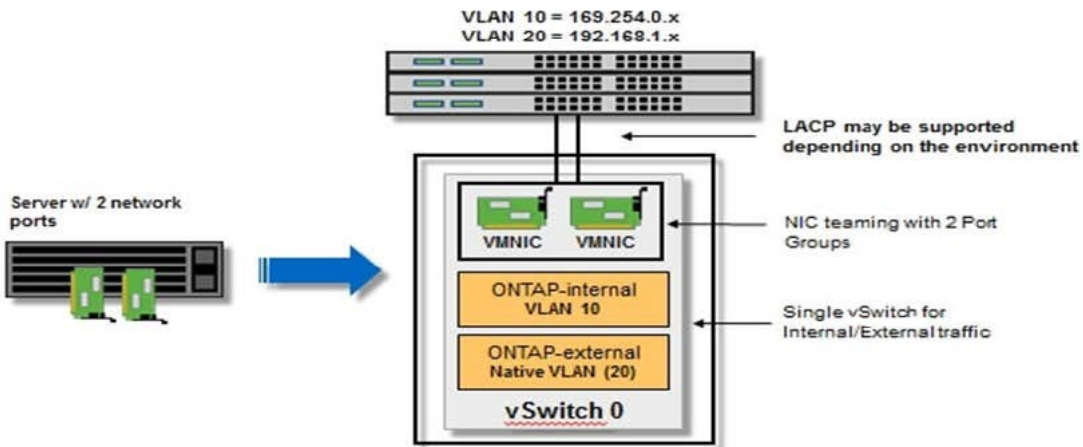 VLAN 10 = 169.254.0.x
VLAN 20 = 192.168.1.x
LACP may be supported
depending on the environment
Server w/ 2 network
ports
VMNIC
VMNIC
NIC teaming with 2 Port
Groups
ONTAP-internal
VLAN 10
Single vSwitch for
Internal/External traffic
ONTAP-external
Native VLAN (20)
vSwitch 0